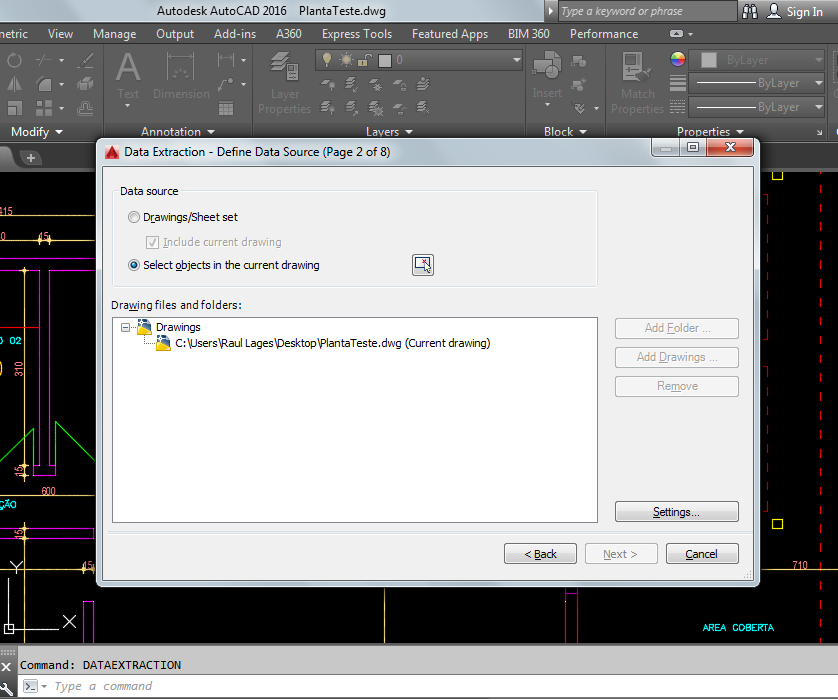 Autodesk AutoCAD 2016 PlantaTeste.dwg
Type a keyword or phrase
Sign In
metric View Manage Output Add-ins A360 Express Tools Featured Apps BIM 360 Performance
0
ByLayer
Text Dimension Layer Properties Insert Match Properties
ByLayer
ByLayer
Modify Annotation Layers Block Properties
Data Extraction - Define Data Source (Page 2 of 8)
Data source
Drawings/Sheet set
Include current drawing
Select objects in the current drawing
Drawing files and folders:
Drawings
C:\Users\Raul Lages\Desktop\PlantaTeste.dwg (Current drawing)
Add Folder ...
Add Drawings ...
Remove
Settings...
< Back
Next >
Cancel
415
0
45
O 02
310
15
600
ÇÃO
15
Y
45
710
X
AREA COBERTA
Command: DATAEXTRACTION
Type a command